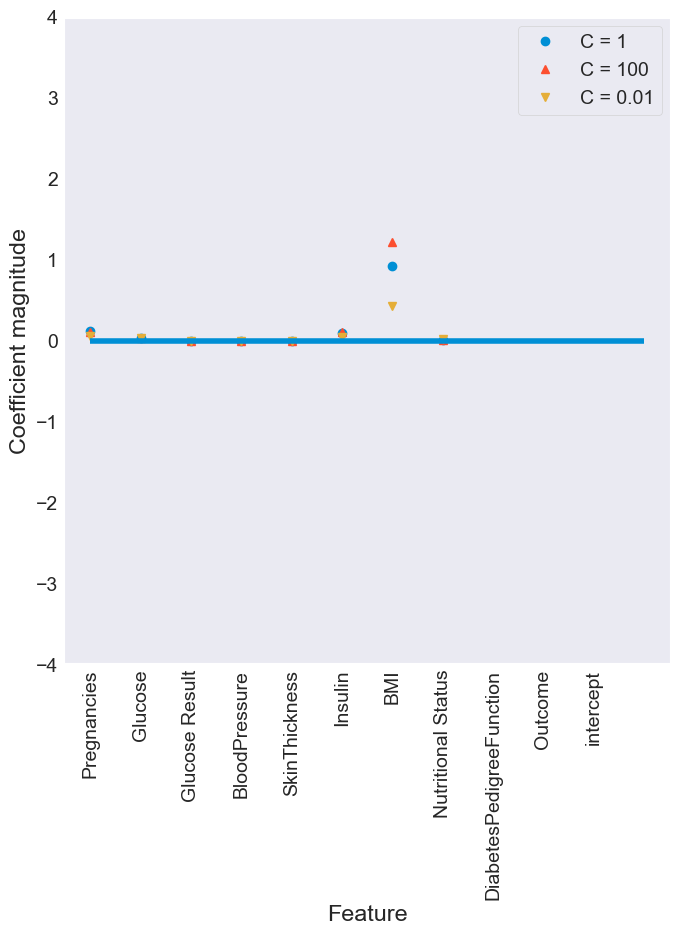 4
3
2
1
0
−1
−2
−3
−4
Coefficient magnitude
C = 1
C = 100
C = 0.01
Pregnancies
Glucose
Glucose Result
BloodPressure
SkinThickness
Insulin
BMI
Nutritional Status
DiabetesPedigreeFunction
Outcome
intercept
Feature